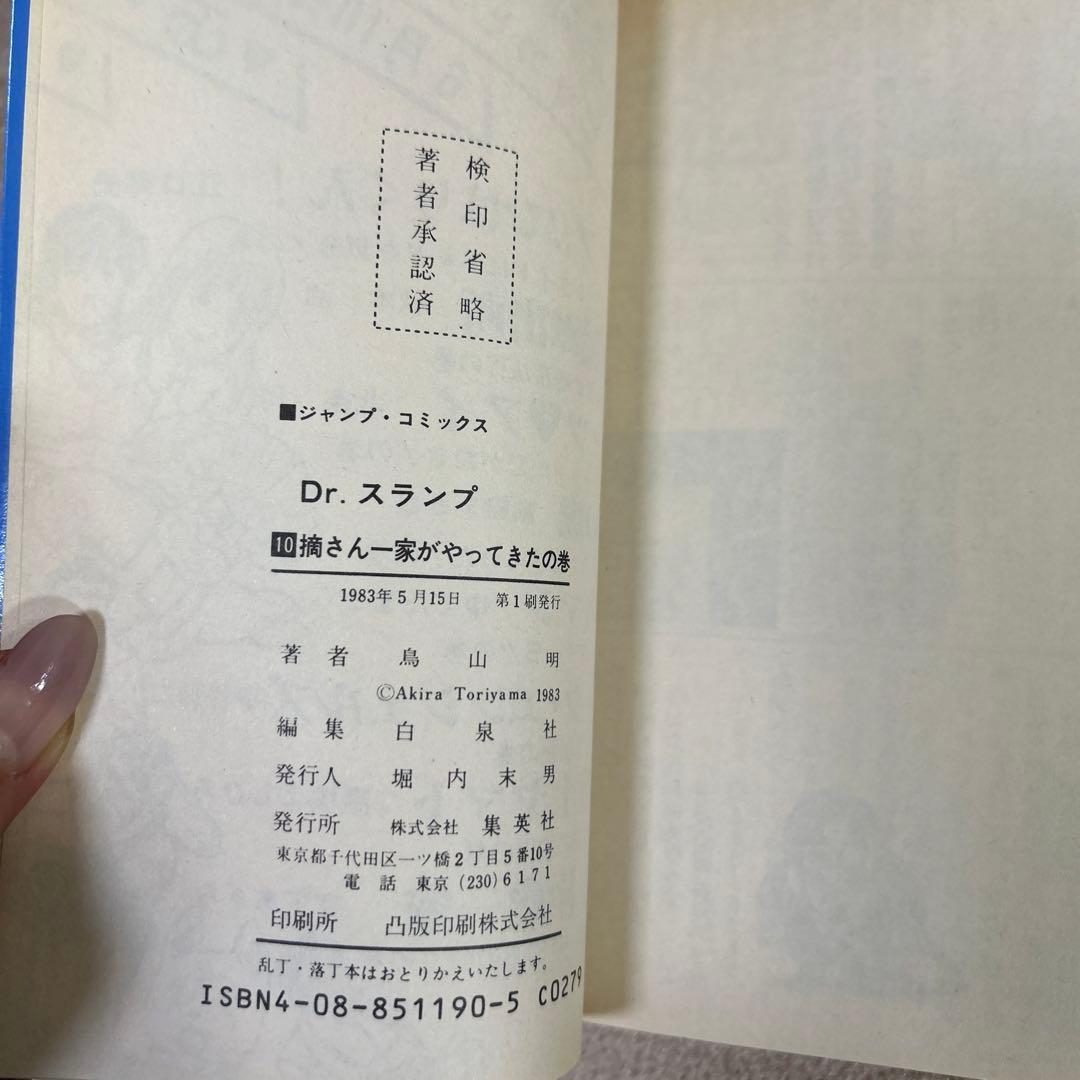 検印省略
著者承認済
■ジャンプ・コミックス
Dr. スランプ
10摘さん一家がやってきたの巻
1983年5月15日 第1刷発行
著者 鳥山明
©Akira Toriyama 1983
編集 白泉社
発行人 堀内末男
発行所 株式会社 集英社
東京都千代田区一ツ橋2丁目5番10号
電話 東京 (230) 6171
印刷所 凸版印刷株式会社
乱丁・落丁本はおとりかえいたします。
ISBN4-08-851190-5 C0279